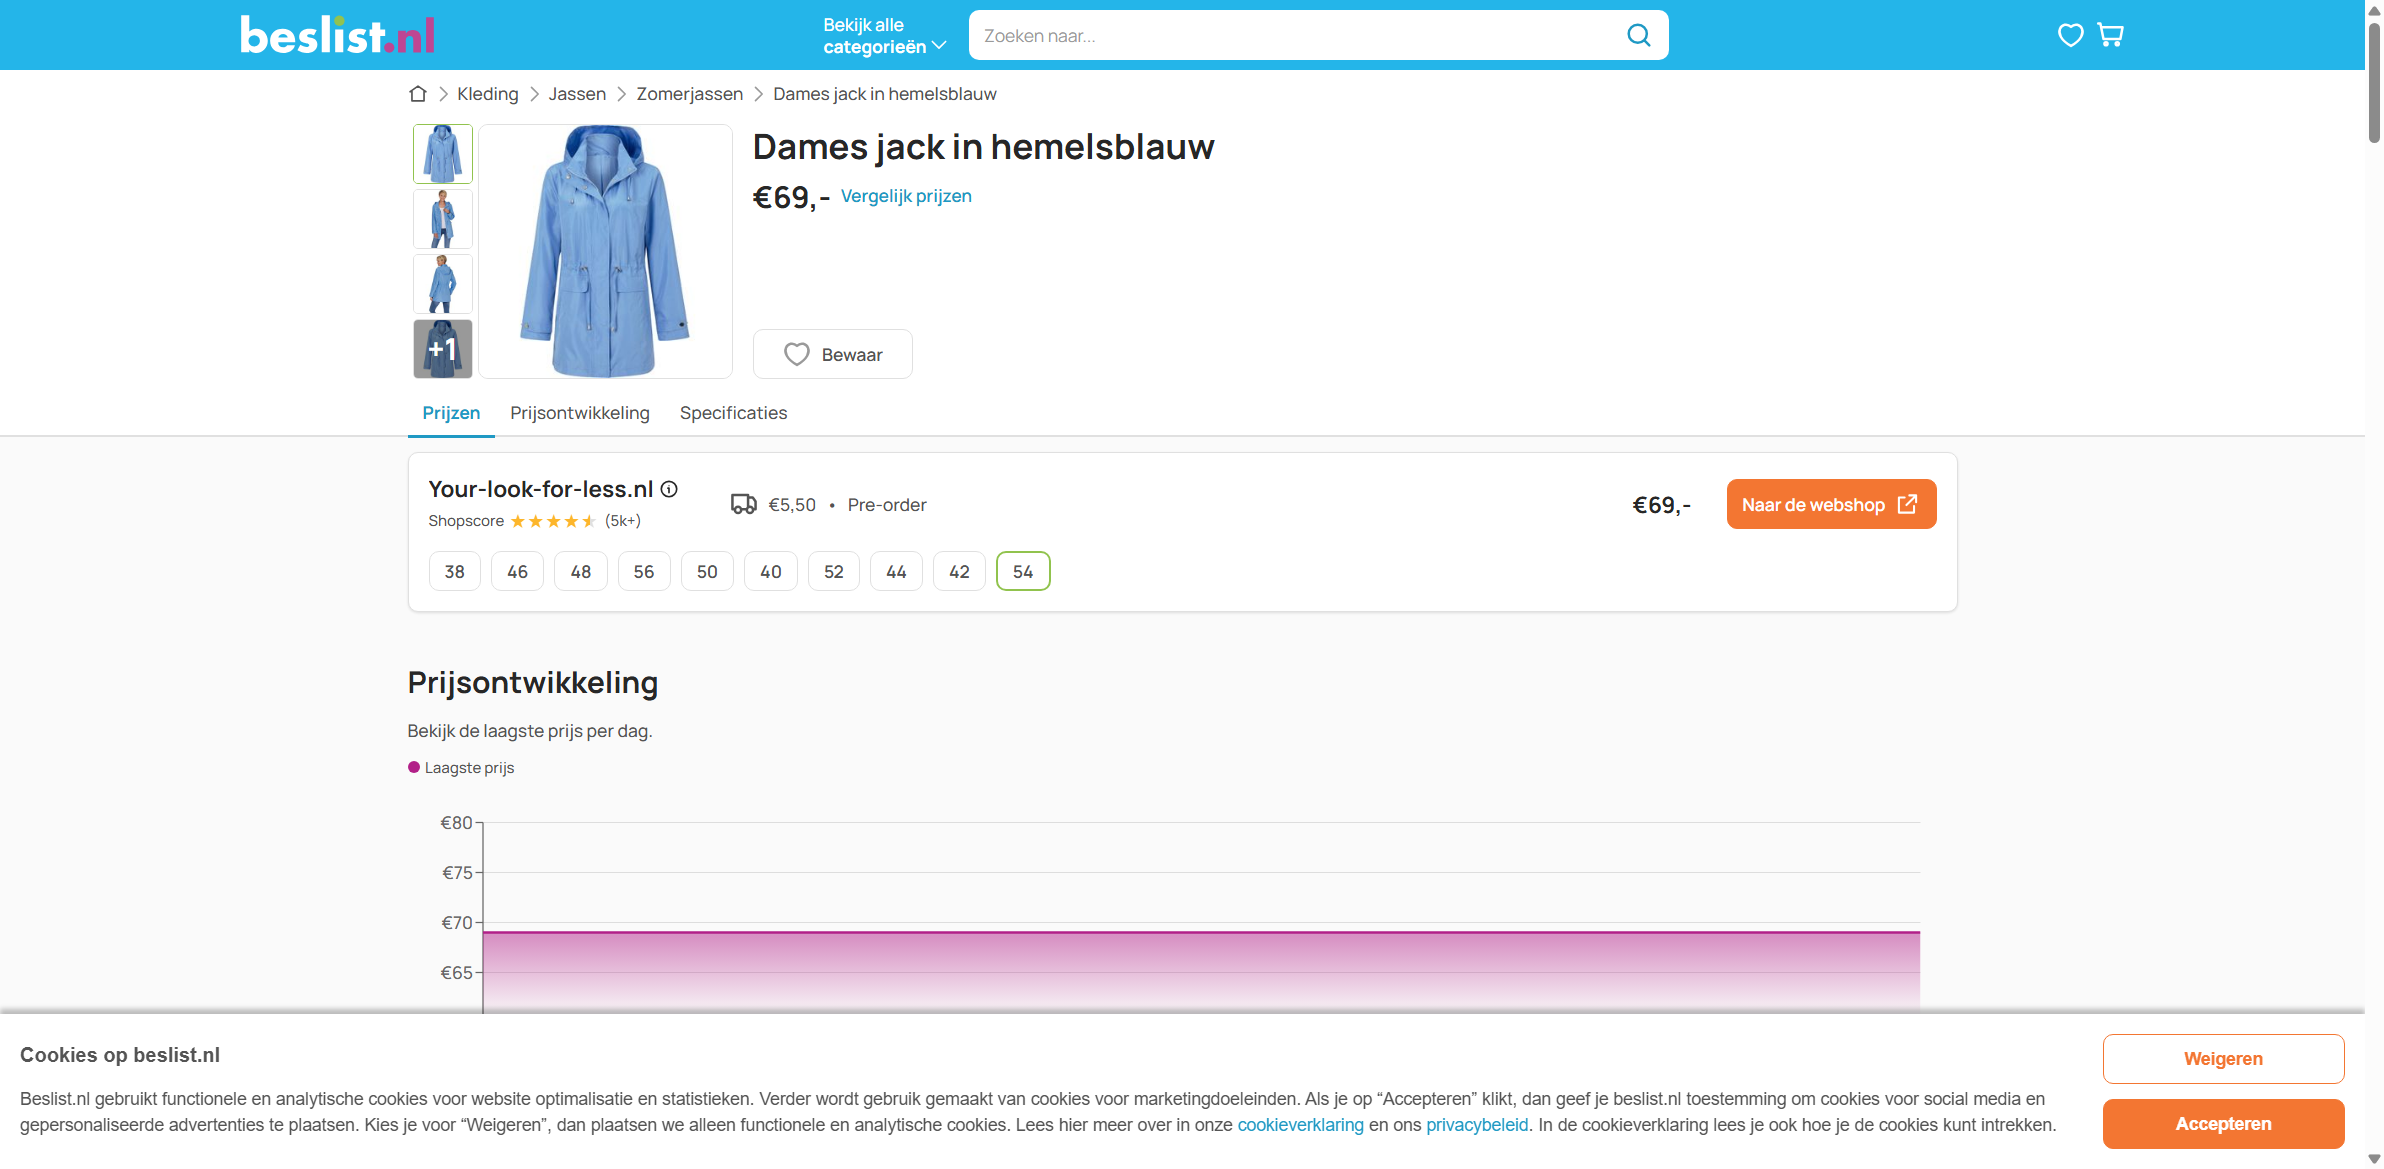 beslist.nl
Bekijk alle
categorieën
Zoeken naar...
Kleding
Jassen
Zomerjassen
Dames jack in hemelsblauw
Dames jack in hemelsblauw
€69,- Vergelijk prijzen
+1
Bewaar
Prijzen
Prijsontwikkeling
Specificaties
Your-look-for-less.nl
Shopscore (5k+)
€5,50 • Pre-order
€69,-
Naar de webshop
38 46 48 56 50 40 52 44 42 54
Prijsontwikkeling
Bekijk de laagste prijs per dag.
Laagste prijs
€80
€75
€70
€65
Cookies op beslist.nl
Beslist.nl gebruikt functionele en analytische cookies voor website optimalisatie en statistieken. Verder wordt gebruik gemaakt van cookies voor marketingdoeleinden. Als je op “Accepteren” klikt, dan geef je beslist.nl toestemming om cookies voor social media en
gepersonaliseerde advertenties te plaatsen. Kies je voor “Weigeren”, dan plaatsen we alleen functionele en analytische cookies. Lees hier meer over in onze cookieverklaring en ons privacybeleid. In de cookieverklaring lees je ook hoe je de cookies kunt intrekken.
Weigeren
Accepteren